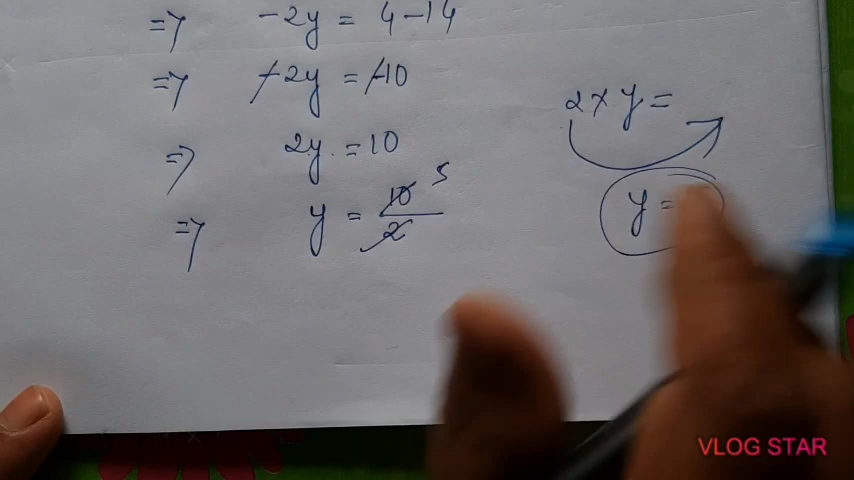 => -2y = 4-14
=> -2y = -10
=> 2y = 10
=> y = 10/2 5
2 x y =
y =
VLOG STAR